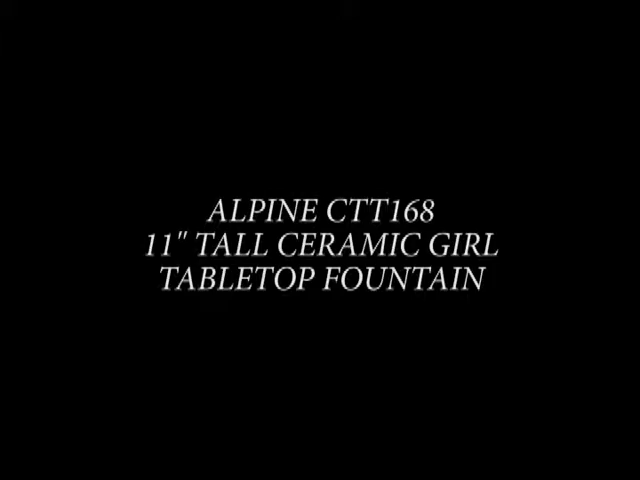 ALPINE CTT168
11" TALL CERAMIC GIRL
TABLETOP FOUNTAIN